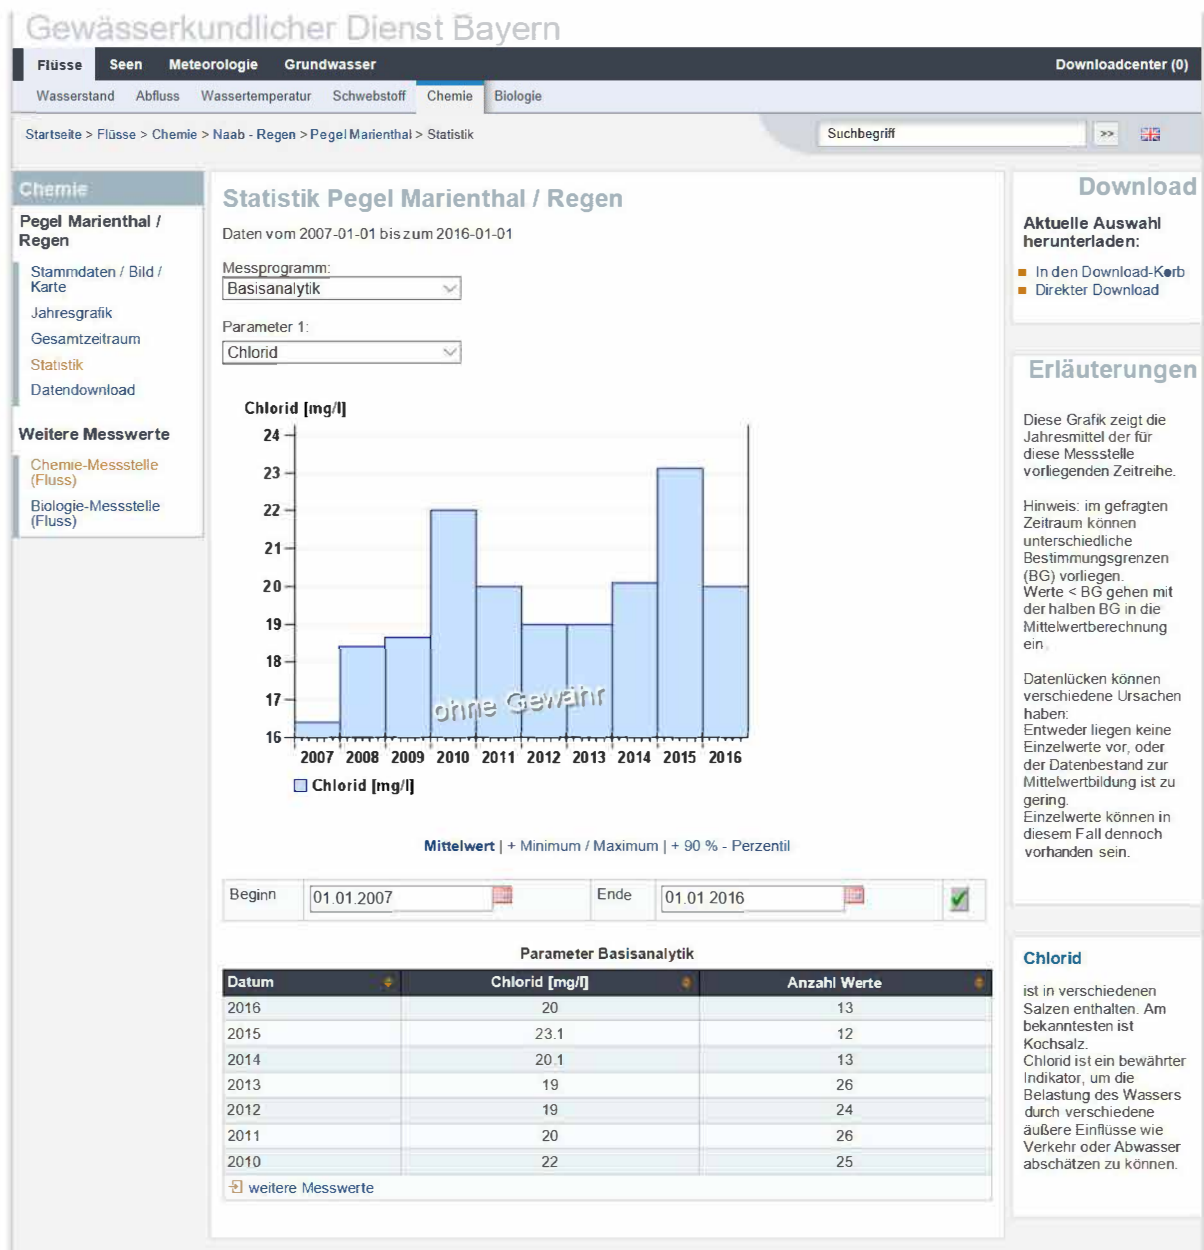 Gewässerkundlicher Dienst Bayern
Flüsse Seen Meteorologie Grundwasser Downloadcenter (0)
Wasserstand Abfluss Wassertemperatur Schwebstoff Chemie Biologie
Startseite > Flüsse > Chemie > Naab - Regen > Pegel Marienthal > Statistik
Suchbegriff >>
Chemie
Pegel Marienthal /
Regen
Stammdaten / Bild /
Karte
Jahresgrafik
Gesamtzeitraum
Statistik
Datendownload
Weitere Messwerte
Chemie-Messstelle
(Fluss)
Biologie-Messstelle
(Fluss)
Statistik Pegel Marienthal / Regen
Daten vom 2007-01-01 bis zum 2016-01-01
Messprogramm:
Basisanalytik
Parameter 1:
Chlorid
Chlorid [mg/l]
24
23
22
21
20
19
18
17
16
ohne Gewähr
2007 2008 2009 2010 2011 2012 2013 2014 2015 2016
Chlorid [mg/l]
Mittelwert | + Minimum / Maximum | + 90 % - Perzentil
Beginn 01.01.2007 Ende 01.01.2016
Parameter Basisanalytik
Datum Chlorid [mg/l] Anzahl Werte
2016 20 13
2015 23.1 12
2014 20.1 13
2013 19 26
2012 19 24
2011 20 26
2010 22 25
weitere Messwerte
Download
Aktuelle Auswahl
herunterladen:
In den Download-Korb
Direkter Download
Erläuterungen
Diese Grafik zeigt die
Jahresmittel der für
diese Messstelle
vorliegenden Zeitreihe.
Hinweis: im gefragten
Zeitraum können
unterschiedliche
Bestimmungsgrenzen
(BG) vorliegen.
Werte < BG gehen mit
der halben BG in die
Mittelwertberechnung
ein.
Datenlücken können
verschiedene Ursachen
haben:
Entweder liegen keine
Einzelwerte vor, oder
der Datenbestand zur
Mittelwertbildung ist zu
gering.
Einzelwerte können in
diesem Fall dennoch
vorhanden sein.
Chlorid
ist in verschiedenen
Salzen enthalten. Am
bekanntesten ist
Kochsalz.
Chlorid ist ein bewährter
Indikator, um die
Belastung des Wassers
durch verschiedene
äußere Einflüsse wie
Verkehr oder Abwasser
abschätzen zu können.